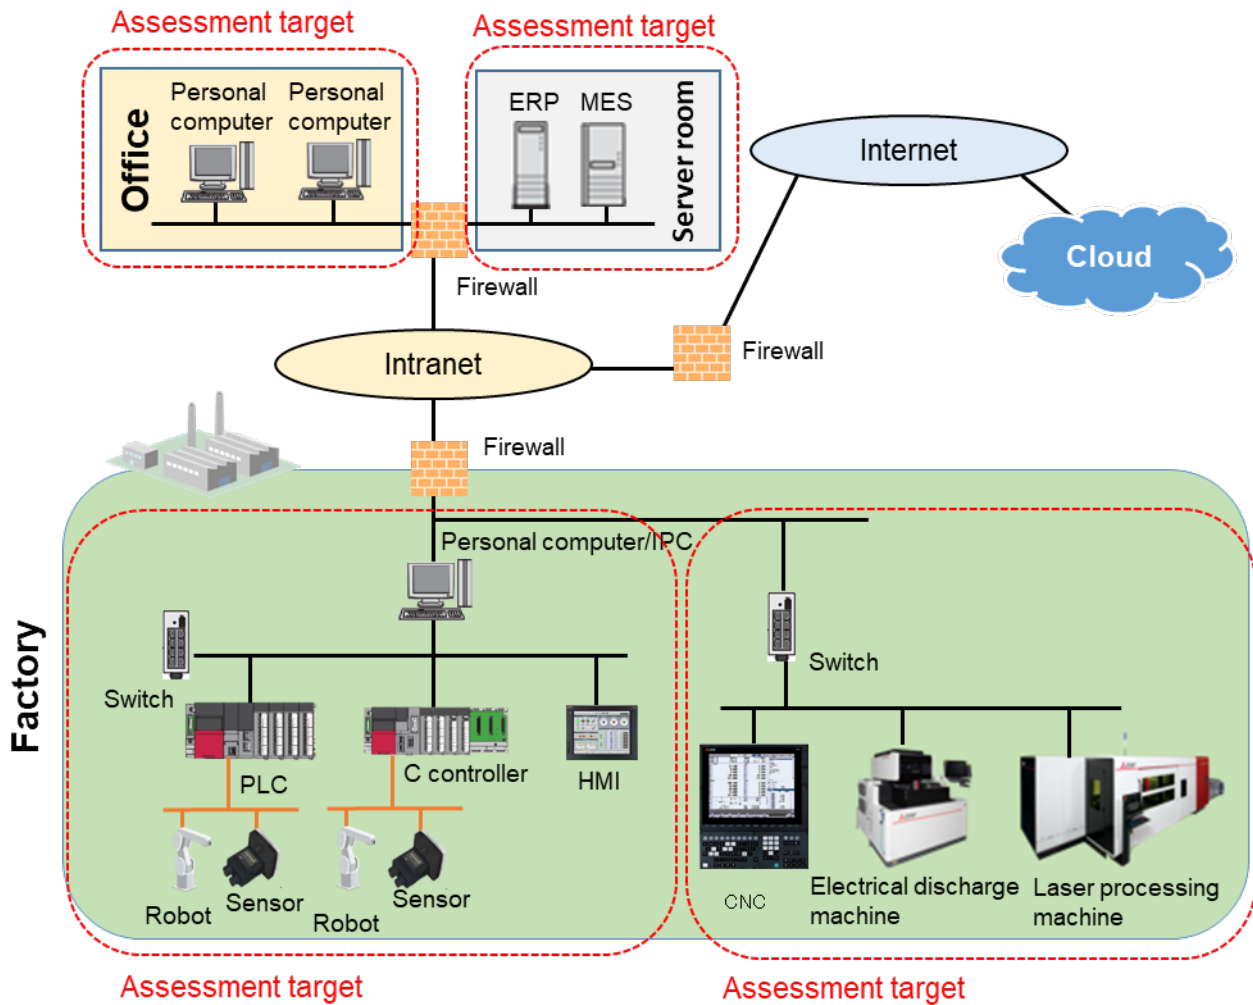 Assessment target
Assessment target
Office
Personal
computer
Personal
computer
ERP
MES
Server room
Internet
Cloud
Firewall
Intranet
Firewall
Firewall
Factory
Personal computer/IPC
Switch
Switch
PLC
C controller
HMI
Robot
Sensor
Robot
Sensor
CNC
Electrical discharge
machine
Laser processing
machine
Assessment target
Assessment target